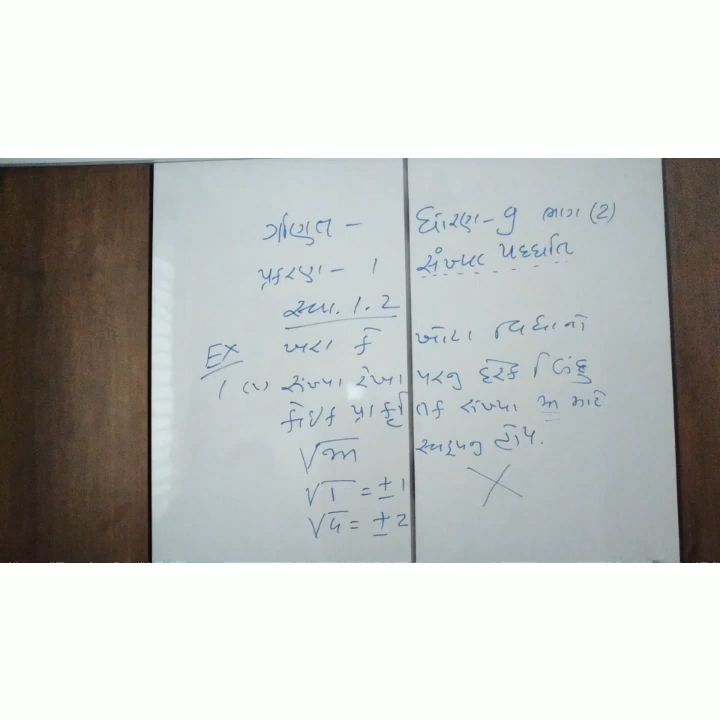 ગણિત - ધોરણ - 9 ભાગ (2)
પ્રકરણ - 1 સંખ્યા પદ્ધતિ
સ્વા. 1.2
EX ખરા કે ખોટા વિધાનો
1 (ii) સંખ્યા રેખા પરનું દરેક બિંદુ
કોઈક પ્રાકૃતિક સંખ્યા m માટે
√m સ્વરૂપનું હોય.
√1 = ± 1
√4 = ± 2